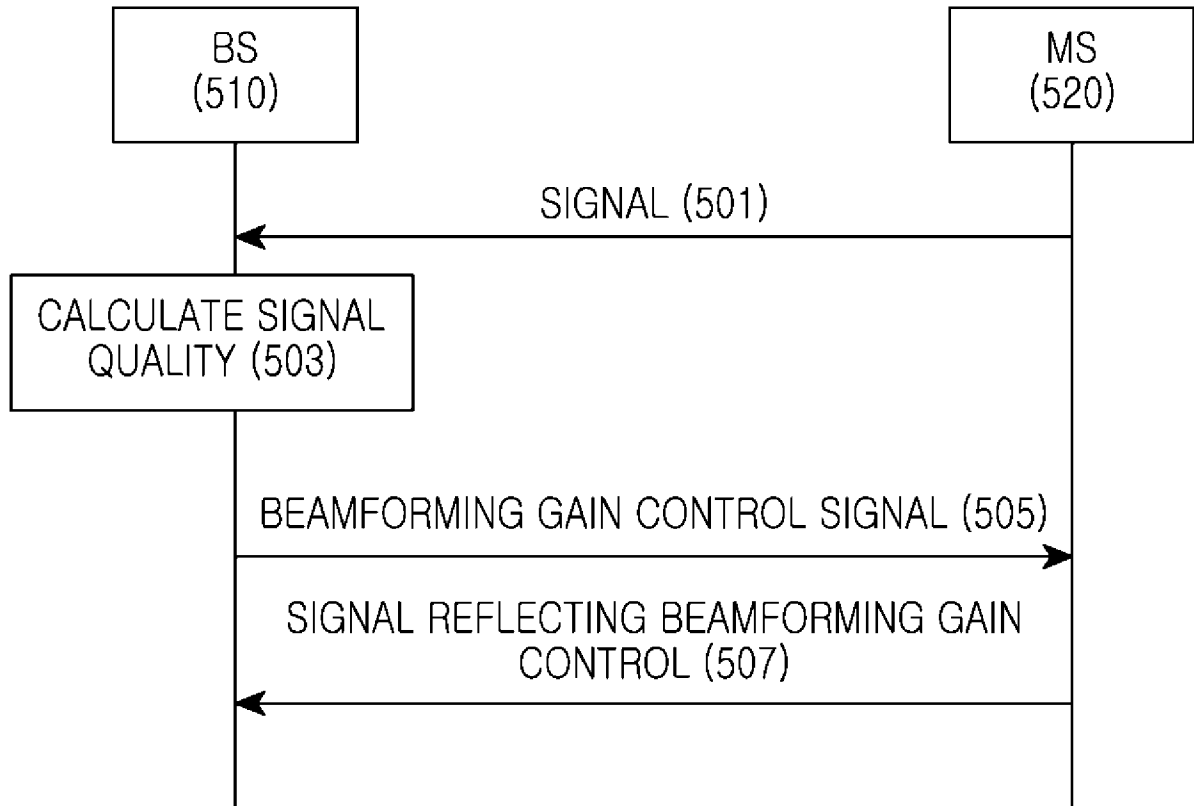 BS
(510)
MS
(520)
SIGNAL (501)
CALCULATE SIGNAL
QUALITY (503)
BEAMFORMING GAIN CONTROL SIGNAL (505)
SIGNAL REFLECTING BEAMFORMING GAIN
CONTROL (507)